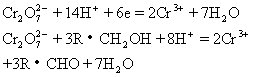 Cr₂O₇²⁻+14H⁺+6e=2Cr³⁺+7H₂O
Cr₂O₇²⁻+3R•CH₂OH+8H⁺=2Cr³⁺
+3R•CHO+7H₂O